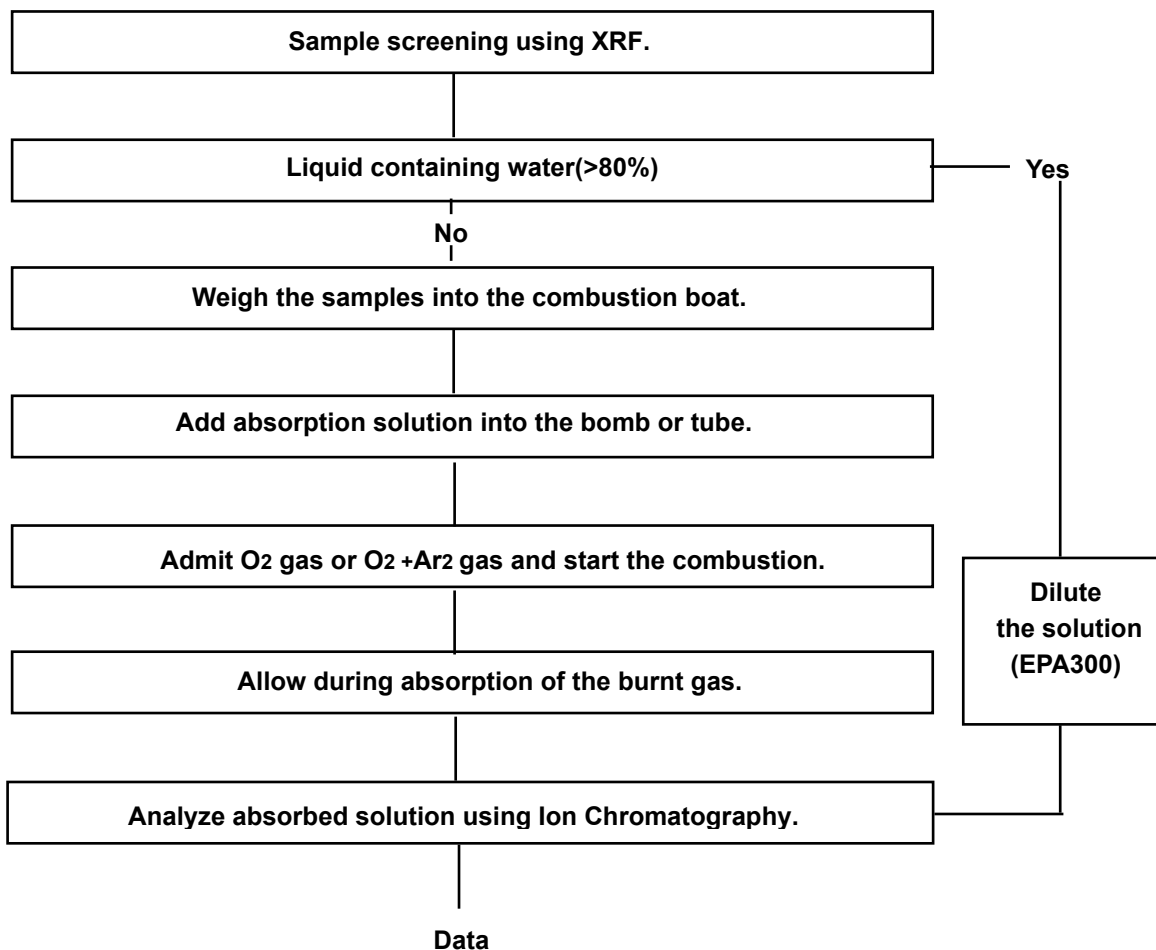 Sample screening using XRF.
Liquid containing water(>80%)
Yes
No
Weigh the samples into the combustion boat.
Add absorption solution into the bomb or tube.
Admit O2 gas or O2 +Ar2 gas and start the combustion.
Dilute
the solution
(EPA300)
Allow during absorption of the burnt gas.
Analyze absorbed solution using Ion Chromatography.
Data